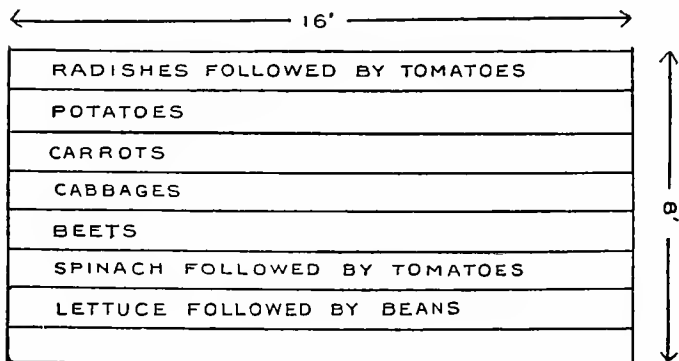 16'
RADISHES FOLLOWED BY TOMATOES
POTATOES
CARROTS
CABBAGES
BEETS
SPINACH FOLLOWED BY TOMATOES
LETTUCE FOLLOWED BY BEANS
8'